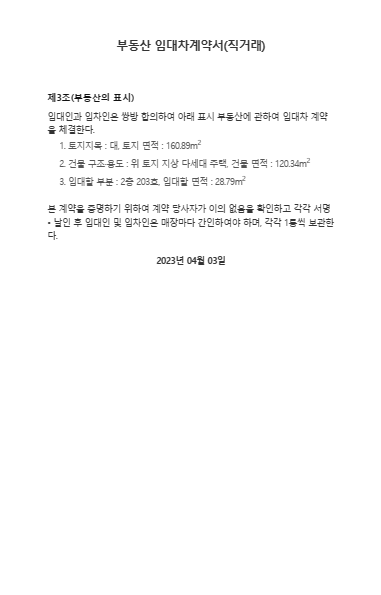 부동산 임대차계약서(직거래)
제3조(부동산의 표시)
임대인과 임차인은 쌍방 합의하여 아래 표시 부동산에 관하여 임대차 계약
을 체결한다.
1. 토지지목 : 대, 토지 면적 : 160.89m²
2. 건물 구조·용도 : 위 토지 지상 다세대 주택, 건물 면적 : 120.34m²
3. 임대할 부분 : 2층 203호, 임대할 면적 : 28.79m²
본 계약을 증명하기 위하여 계약 당사자가 이의 없음을 확인하고 각각 서명
• 날인 후 임대인 및 임차인은 매장마다 간인하여야 하며, 각각 1통씩 보관한
다.
2023년 04월 03일